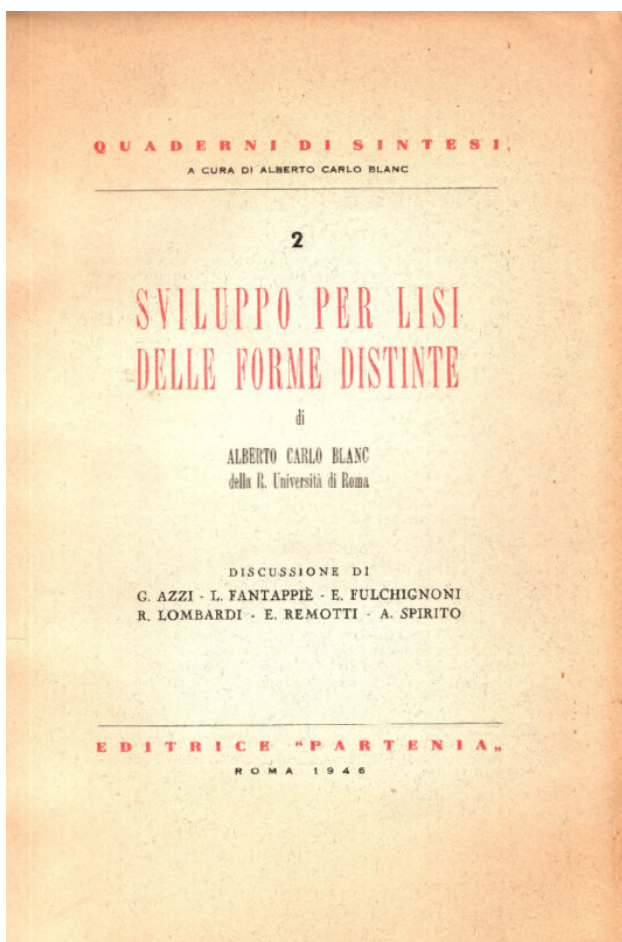 QUADERNI DI SINTESI
A CURA DI ALBERTO CARLO BLANC
2
SVILUPPO PER LISI
DELLE FORME DISTINTE
di
ALBERTO CARLO BLANC
della R. Università di Roma
DISCUSSIONE DI
G. AZZI - L. FANTAPPIÈ - E. FULCHIGNONI
R. LOMBARDI - E. REMOTTI - A. SPIRITO
EDITRICE "PARTENIA„
ROMA 1946